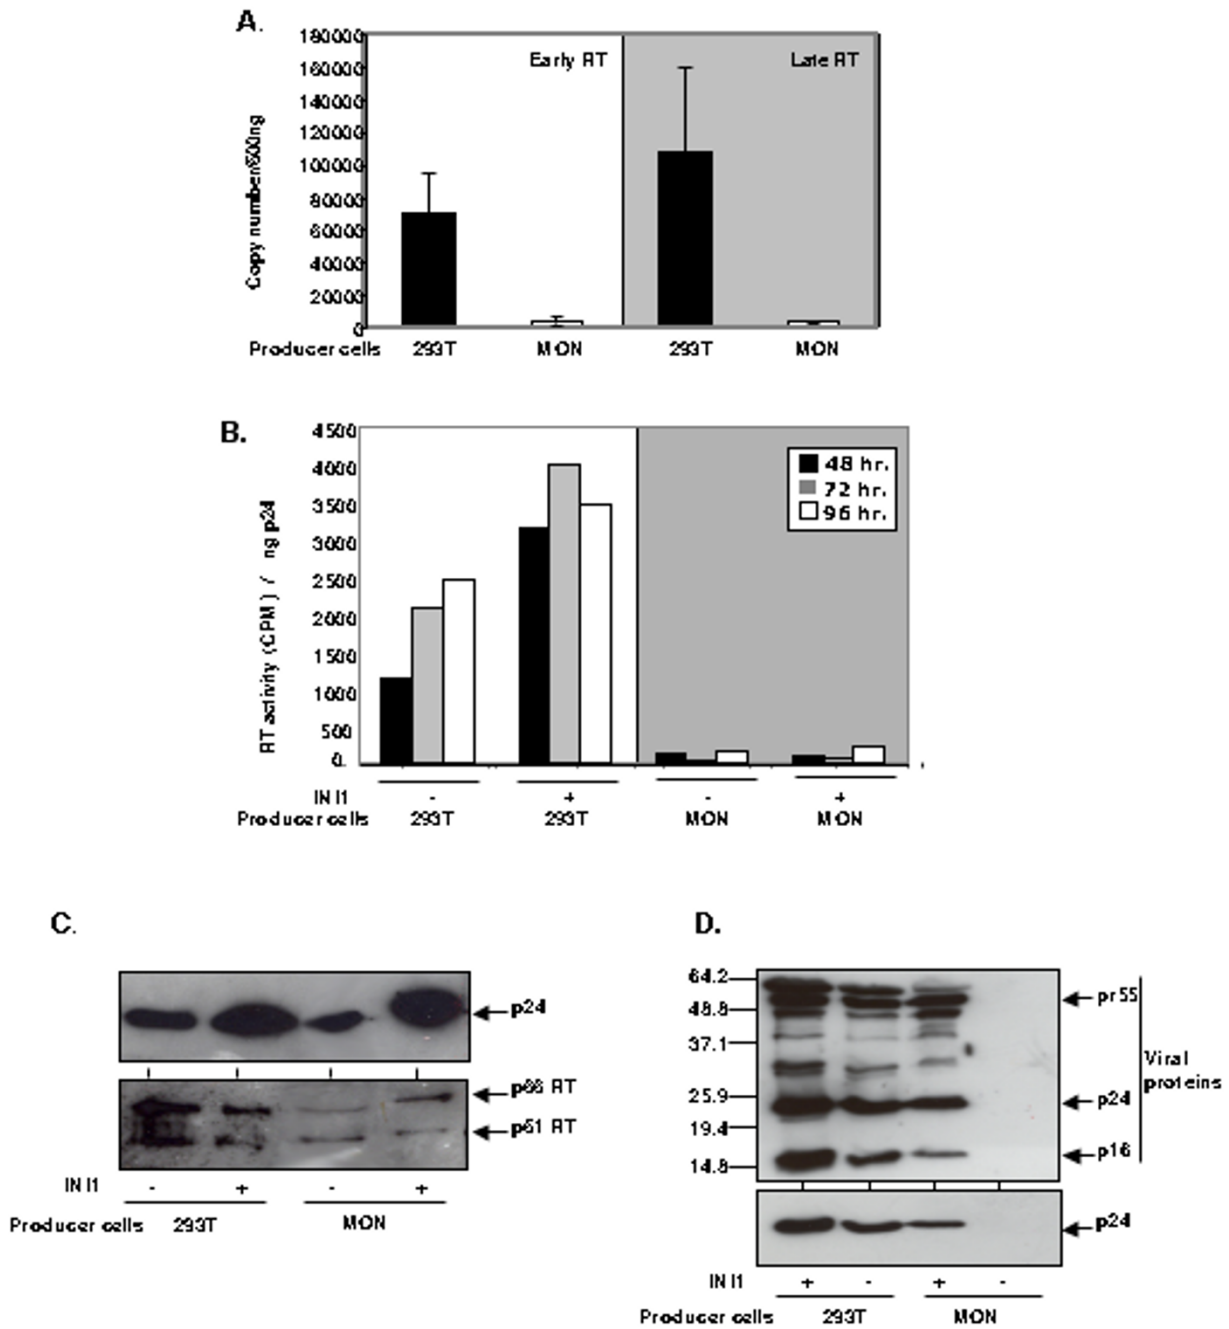 A.
180000
160000
140000
120000
100000
80000
60000
40000
20000
0
Copy number/600ng
Early RT
Late RT
Producer cells 293T MON 293T MON
B.
4500
4000
3500
3000
2500
2000
1500
1000
500
0
RT activity (CPM) / ng p24
48 hr.
72 hr.
96 hr.
INI1 - + - +
Producer cells 293T 293T MON MON
C.
p24
p66 RT
p51 RT
INI1 - + - +
Producer cells 293T MON
D.
64.2
48.8
37.1
25.9
19.4
14.8
pr55
p24
p16
Viral
proteins
p24
INI1 + - + -
Producer cells 293T MON